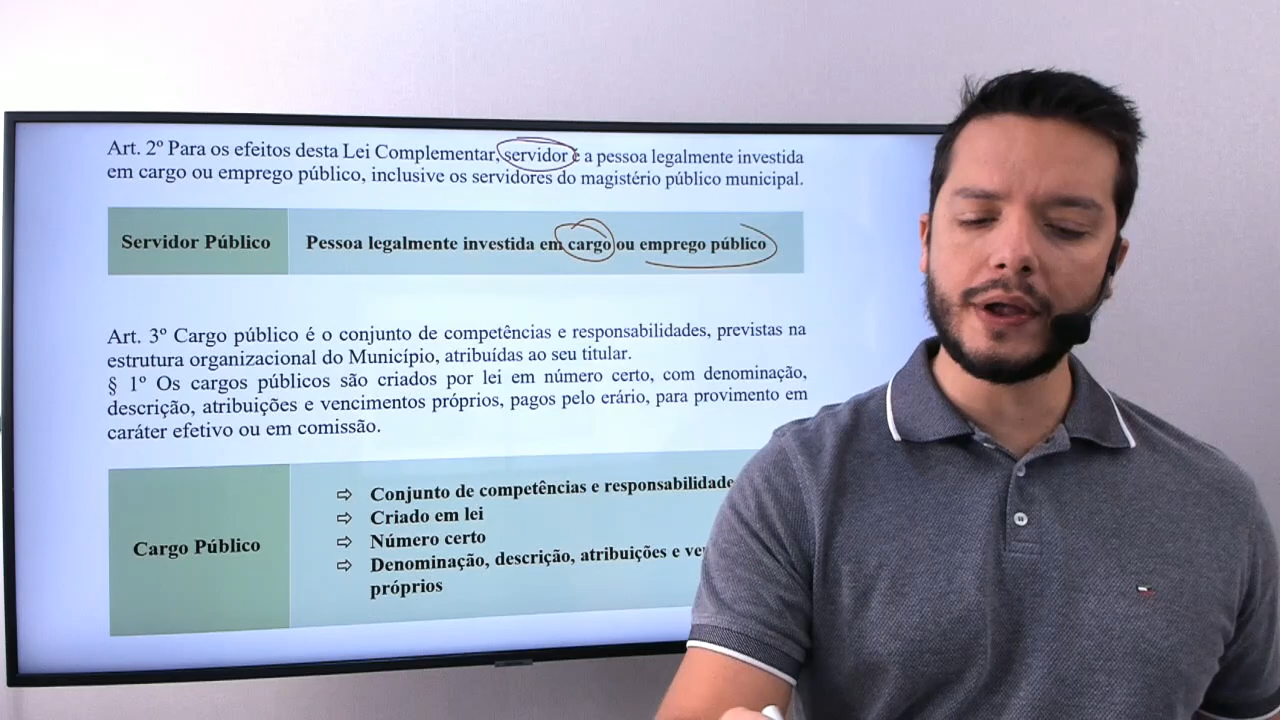 Art. 2º Para os efeitos desta Lei Complementar, servidor é a pessoa legalmente investida
em cargo ou emprego público, inclusive os servidores do magistério público municipal.
Servidor Público
Pessoa legalmente investida em cargo ou emprego público
Art. 3º Cargo público é o conjunto de competências e responsabilidades, previstas na
estrutura organizacional do Município, atribuídas ao seu titular.
§ 1º Os cargos públicos são criados por lei em número certo, com denominação,
descrição, atribuições e vencimentos próprios, pagos pelo erário, para provimento em
caráter efetivo ou em comissão.
Cargo Público
⇨ Conjunto de competências e responsabilidade
⇨ Criado em lei
⇨ Número certo
⇨ Denominação, descrição, atribuições e
próprios